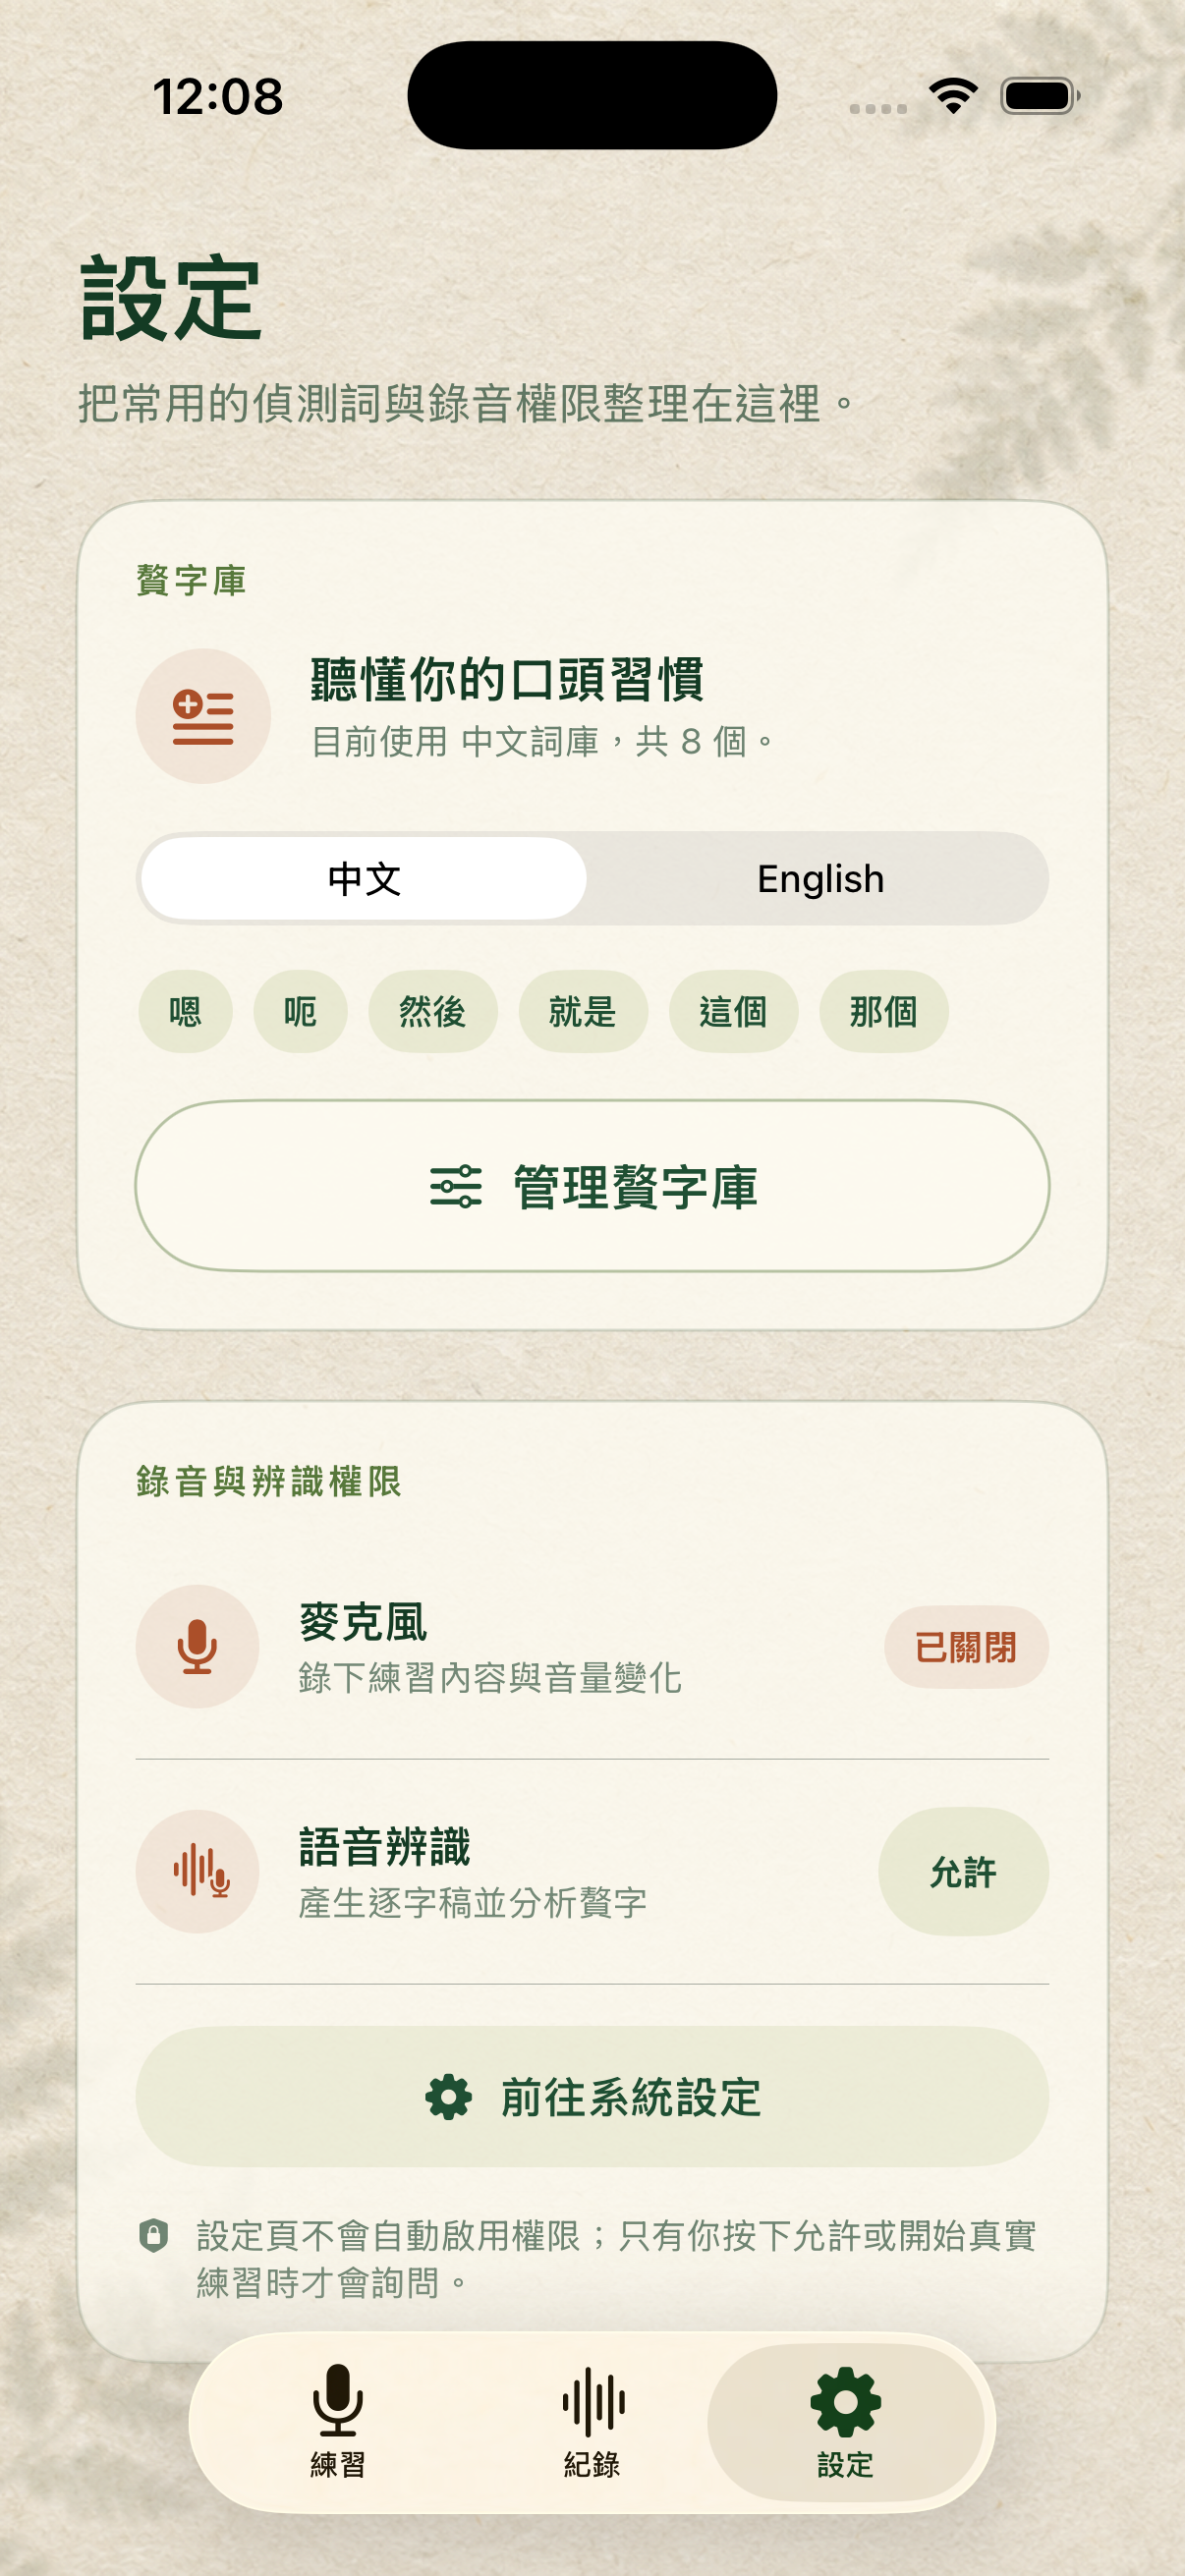 12:08
設定
把常用的偵測詞與錄音權限整理在這裡。
贅字庫
聽懂你的口頭習慣
目前使用 中文詞庫，共 8 個。
中文 English
嗯 呃 然後 就是 這個 那個
管理贅字庫
錄音與辨識權限
麥克風
錄下練習內容與音量變化
已關閉
語音辨識
產生逐字稿並分析贅字
允許
前往系統設定
設定頁不會自動啟用權限；只有你按下允許或開始真實
練習時才會詢問。
練習 紀錄 設定